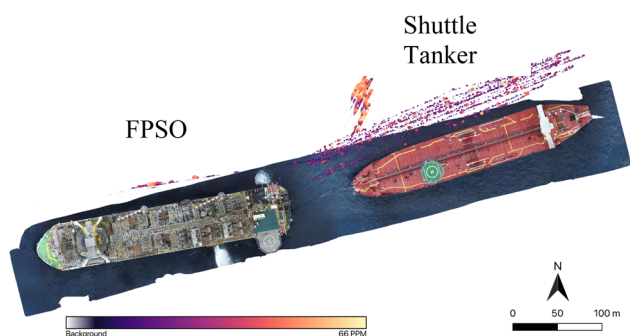 Shuttle
Tanker
FPSO
N
Background
66 PPM
0 50 100 m